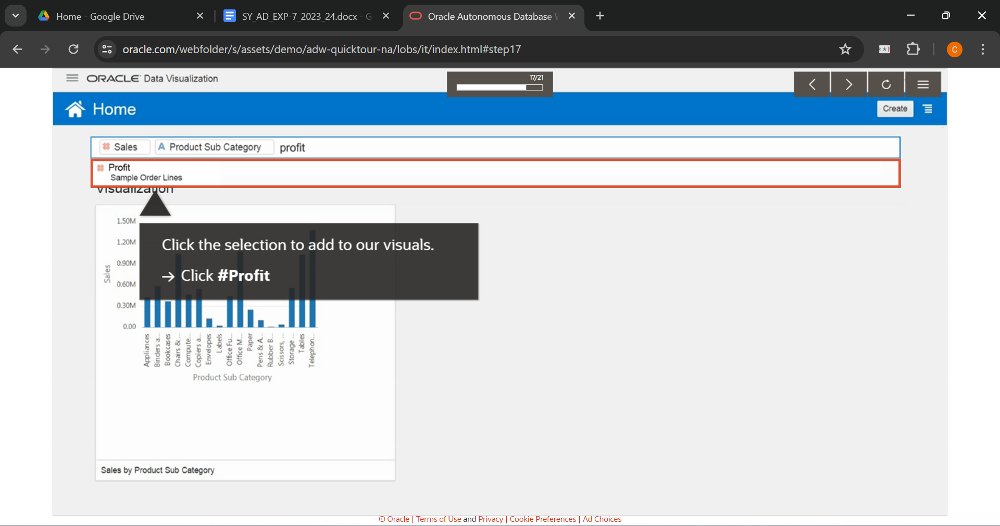 Home - Google Drive
SY_AD_EXP-7_2023_24.docx - G
Oracle Autonomous Database
oracle.com/webfolder/s/assets/demo/adw-quicktour-na/lobs/it/index.html#step17
C
ORACLE Data Visualization
17/21
Home
Create
# Sales
A Product Sub Category
profit
# Profit
Sample Order Lines
Visualization
Click the selection to add to our visuals.
→ Click #Profit
1.50M
1.20M
0.90M
0.60M
0.30M
0.00
Sales
Appliances
Binders a...
Bookcases
Chairs & ...
Compute...
Copiers a...
Envelopes
Labels
Office Fu...
Office M...
Paper
Pens & A...
Rubber B...
Scissors, ...
Storage ...
Tables
Telephon...
Product Sub Category
Sales by Product Sub Category
© Oracle | Terms of Use and Privacy | Cookie Preferences | Ad Choices